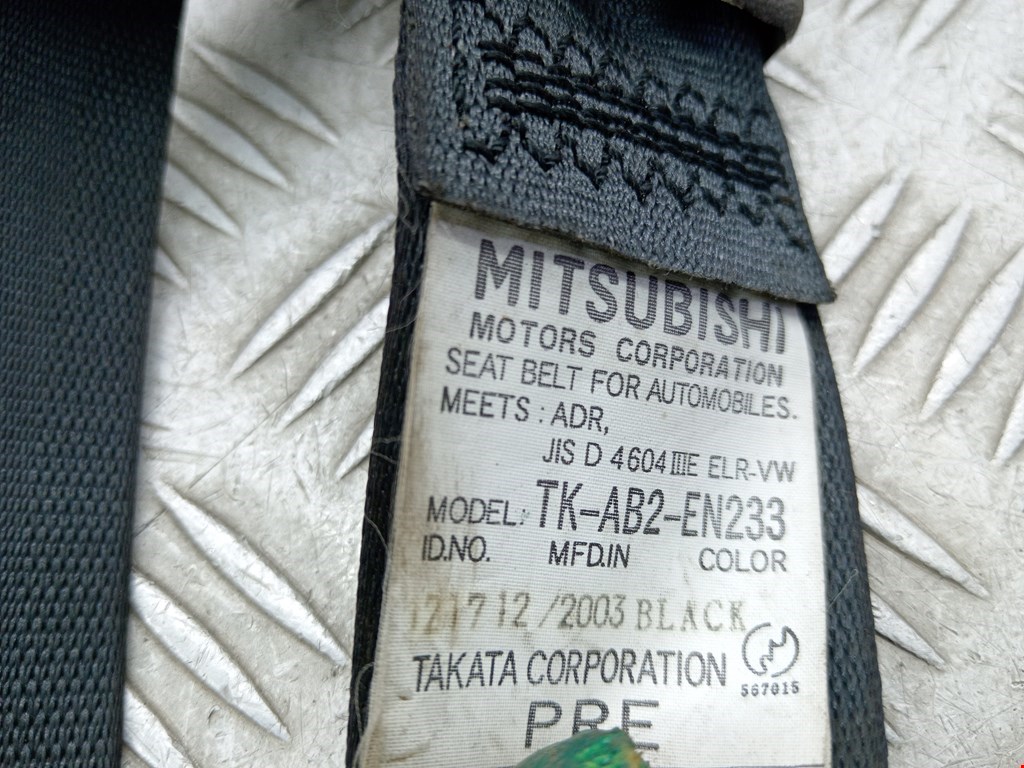 MITSUBISHI
MOTORS CORPORATION
SEAT BELT FOR AUTOMOBILES.
MEETS : ADR,
JIS D 4604 IIIE ELR-VW
MODEL: TK-AB2-EN233
ID.NO. MFD.IN COLOR
12/2003 BLACK
TAKATA CORPORATION
567015
PRE